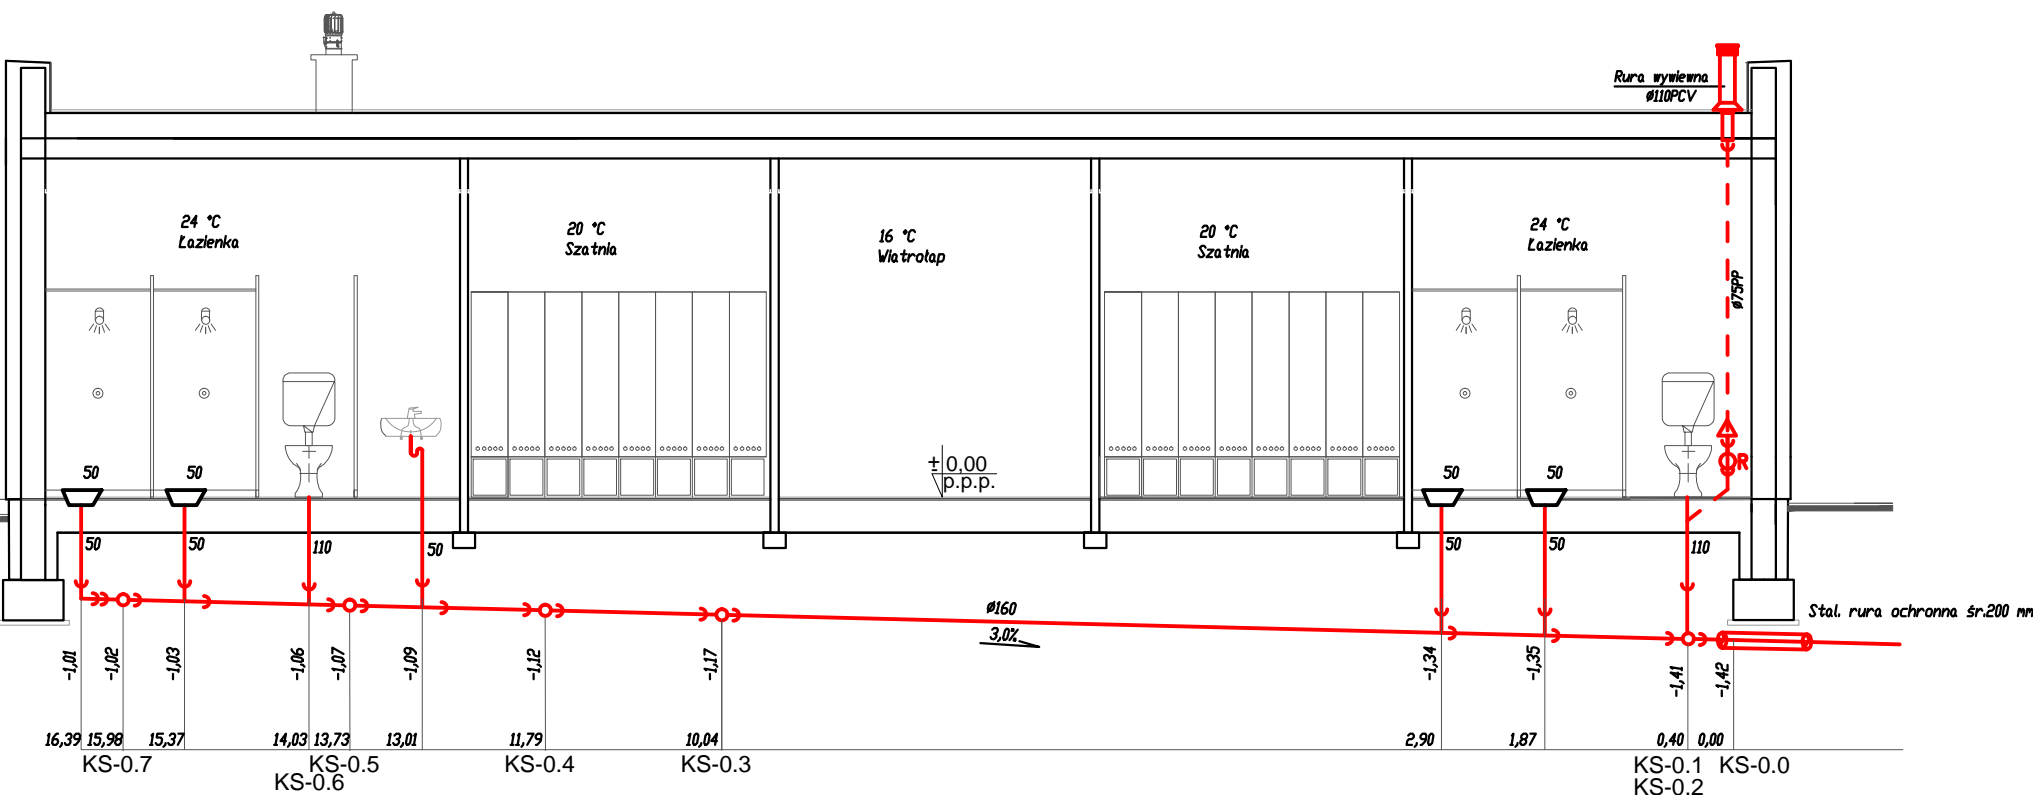 Rura wywiewna
ø110PCV
24 °C
Łazienka
20 °C
Szatnia
16 °C
Wiatrołap
20 °C
Szatnia
24 °C
Łazienka
ø75PP
±0,00
p.p.p.
R
50
50
50
50
50
50
110
50
50
50
110
ø160
3,0%
Stal. rura ochronna śr.200 mm
-1,01
-1,02
-1,03
-1,06
-1,07
-1,09
-1,12
-1,17
-1,34
-1,35
-1,41
-1,42
16,39 15,98 15,37 14,03 13,73 13,01 11,79 10,04 2,90 1,87 0,40 0,00
KS-0.7 KS-0.5 KS-0.4 KS-0.3 KS-0.1 KS-0.0
KS-0.6 KS-0.2